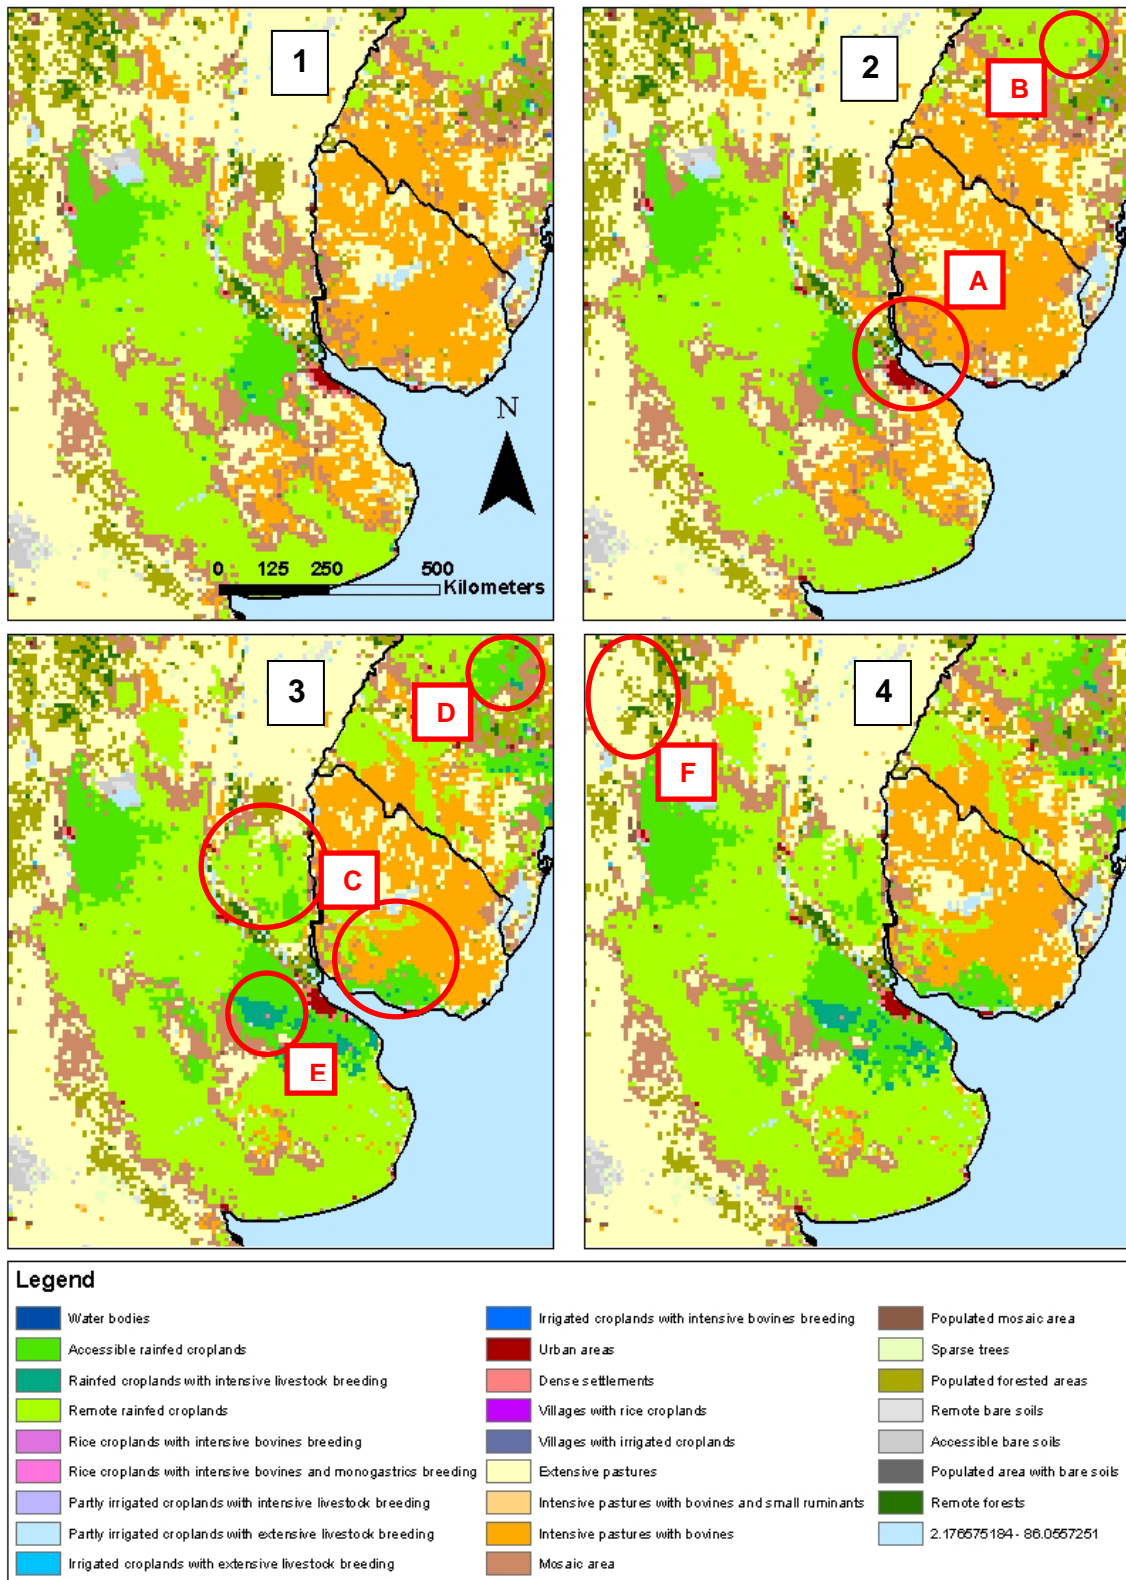 1
2
B
A
N
0 125 250 500
Kilometers
3
4
D
F
C
E
Legend
Water bodies
Accessible rainfed croplands
Rainfed croplands with intensive livestock breeding
Remote rainfed croplands
Rice croplands with intensive bovines breeding
Rice croplands with intensive bovines and monogastrics breeding
Partly irrigated croplands with intensive livestock breeding
Partly irrigated croplands with extensive livestock breeding
Irrigated croplands with extensive livestock breeding
Irrigated croplands with intensive bovines breeding
Urban areas
Dense settlements
Villages with rice croplands
Villages with irrigated croplands
Extensive pastures
Intensive pastures with bovines and small ruminants
Intensive pastures with bovines
Mosaic area
Populated mosaic area
Sparse trees
Populated forested areas
Remote bare soils
Accessible bare soils
Populated area with bare soils
Remote forests
2.176575184 - 86.0557251